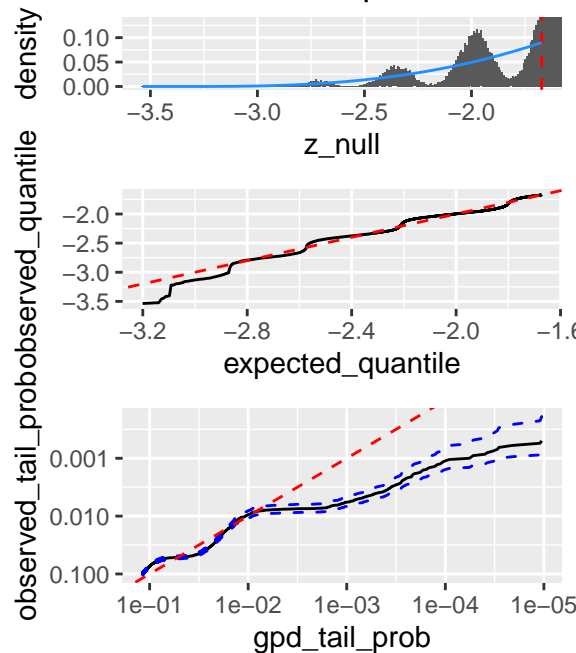 density
0.10
0.05
0.00
−3.5 −3.0 −2.5 −2.0
z_null
observed_quantile
−2.0
−2.5
−3.0
−3.5
−3.2 −2.8 −2.4 −2.0 −1.6
expected_quantile
observed_tail_prob
0.001
0.010
0.100
1e−01 1e−02 1e−03 1e−04 1e−05
gpd_tail_prob